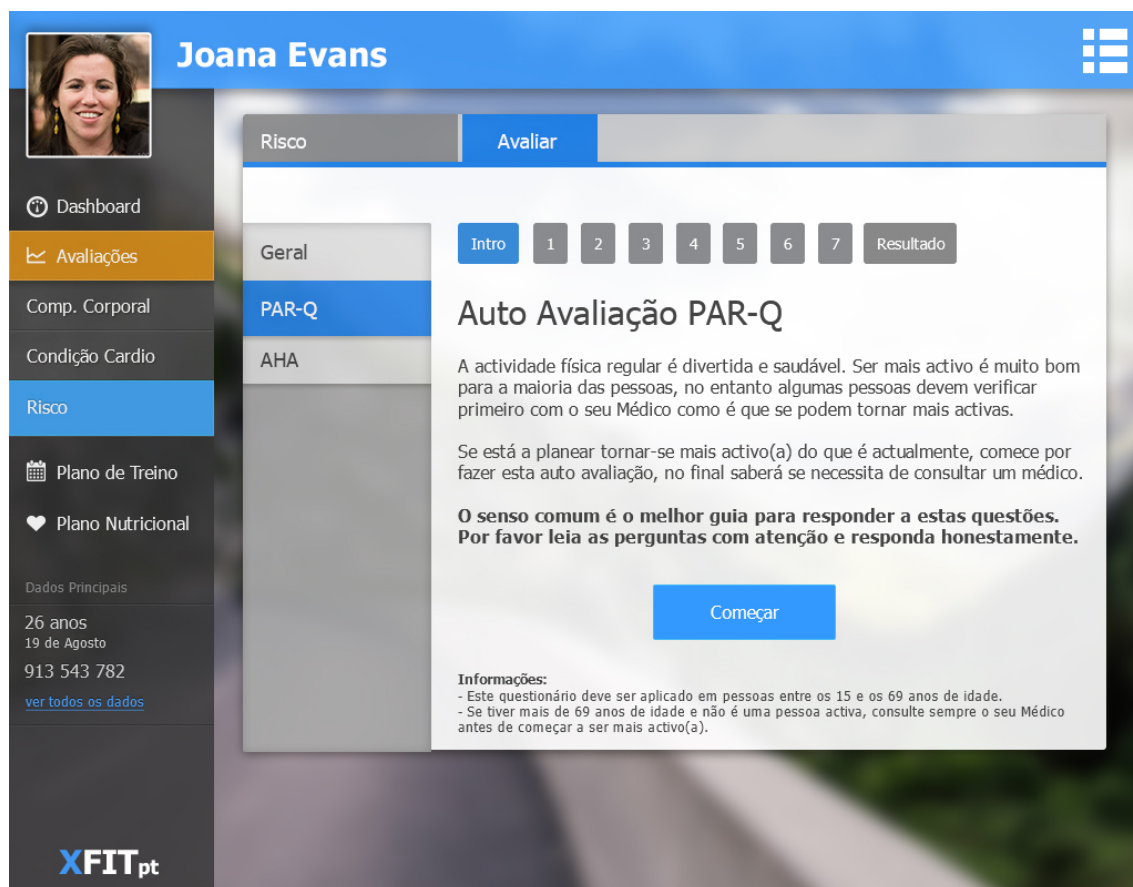 Joana Evans
Dashboard
Avaliações
Comp. Corporal
Condição Cardio
Risco
Plano de Treino
Plano Nutricional
Dados Principais
26 anos
19 de Agosto
913 543 782
ver todos os dados
XFITpt
Risco
Avaliar
Geral
PAR-Q
AHA
Intro 1 2 3 4 5 6 7 Resultado
Auto Avaliação PAR-Q
A actividade física regular é divertida e saudável. Ser mais activo é muito bom
para a maioria das pessoas, no entanto algumas pessoas devem verificar
primeiro com o seu Médico como é que se podem tornar mais activas.
Se está a planear tornar-se mais activo(a) do que é actualmente, comece por
fazer esta auto avaliação, no final saberá se necessita de consultar um médico.
O senso comum é o melhor guia para responder a estas questões.
Por favor leia as perguntas com atenção e responda honestamente.
Começar
Informações:
- Este questionário deve ser aplicado em pessoas entre os 15 e os 69 anos de idade.
- Se tiver mais de 69 anos de idade e não é uma pessoa activa, consulte sempre o seu Médico
antes de começar a ser mais activo(a).